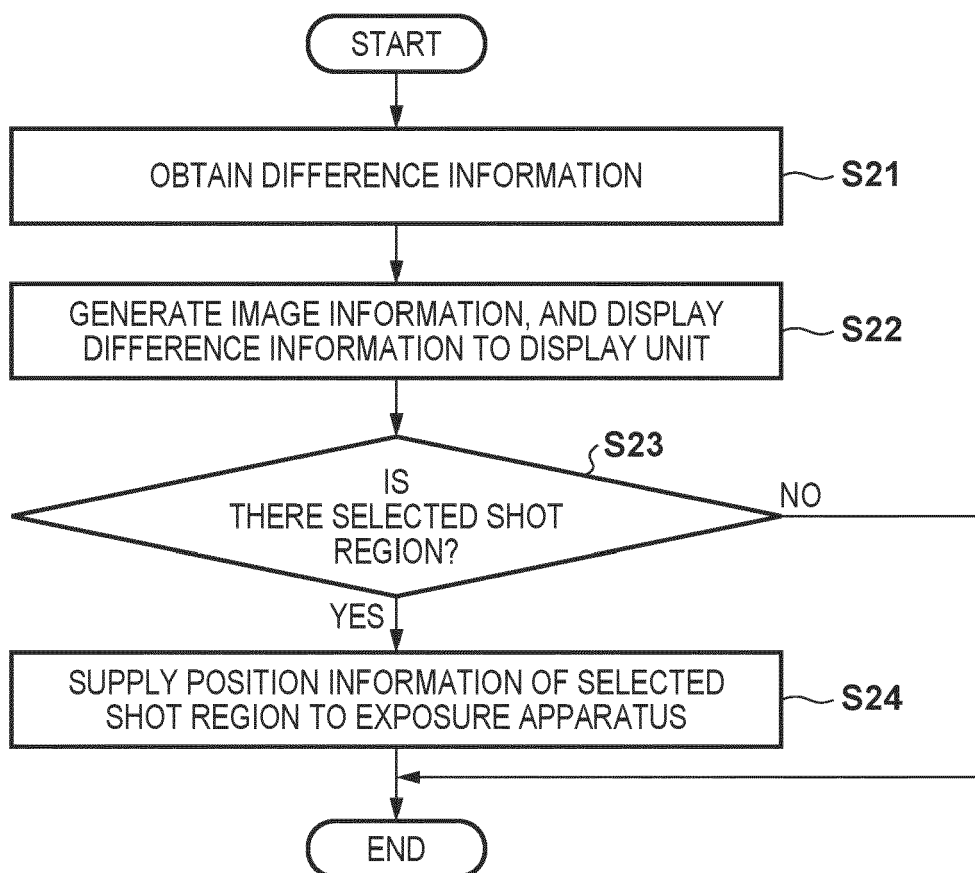 START
OBTAIN DIFFERENCE INFORMATION
S21
GENERATE IMAGE INFORMATION, AND DISPLAY
DIFFERENCE INFORMATION TO DISPLAY UNIT
S22
S23
IS
THERE SELECTED SHOT
REGION?
NO
YES
SUPPLY POSITION INFORMATION OF SELECTED
SHOT REGION TO EXPOSURE APPARATUS
S24
END